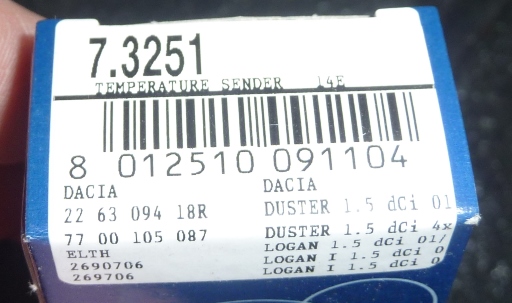 7.3251
TEMPERATURE SENDER 14E
8 012510 091104
DACIA
22 63 094 18R
77 00 105 087
ELTH
2690706
269706
DACIA
DUSTER 1.5 dCi 01
DUSTER 1.5 dCi 4x
LOGAN 1.5 dCi 01/
LOGAN I 1.5 dCi 0
LOGAN I 1.5 dCi 0